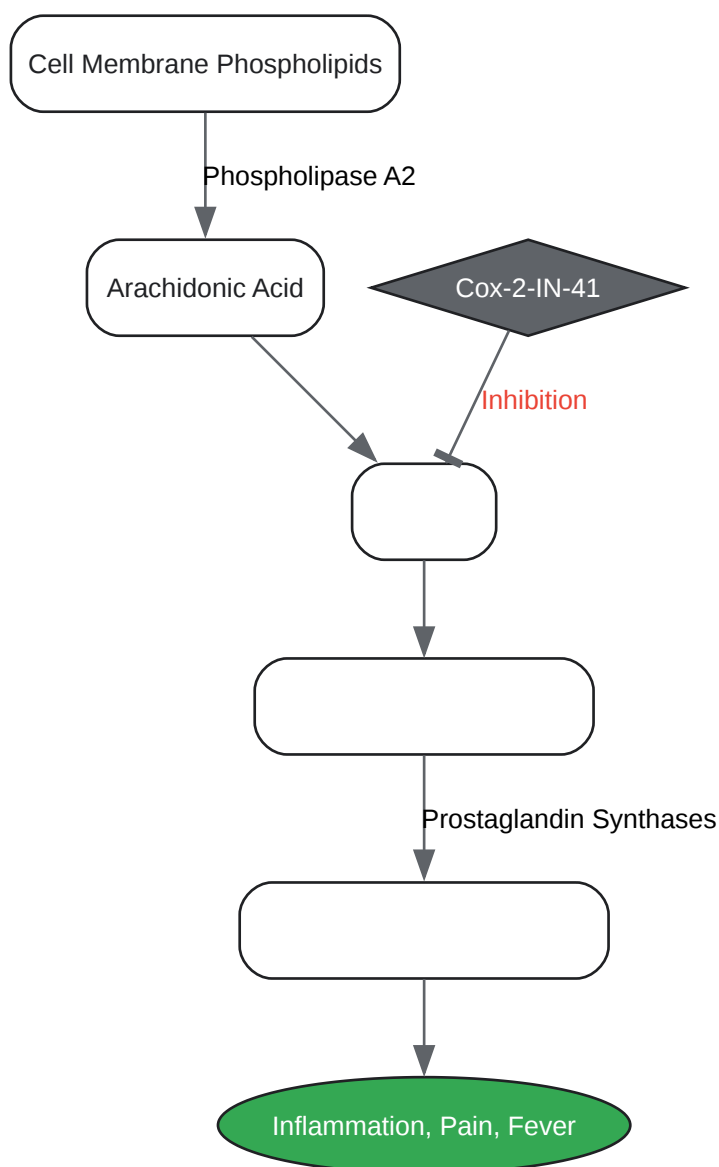 Cell Membrane Phospholipids
Phospholipase A2
Arachidonic Acid
Cox-2-IN-41
Inhibition
Prostaglandin Synthases
Inflammation, Pain, Fever